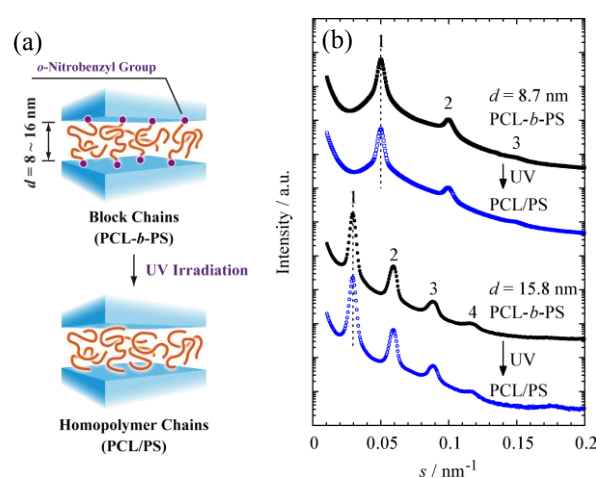 (a)
o-Nitrobenzyl Group
d = 8 ~ 16 nm
Block Chains
(PCL-b-PS)
UV Irradiation
Homopolymer Chains
(PCL/PS)
(b)
Intensity / a.u.
1
2
3
d = 8.7 nm
PCL-b-PS
UV
PCL/PS
1
2
3
4
d = 15.8 nm
PCL-b-PS
UV
PCL/PS
0 0.05 0.1 0.15 0.2
s / nm⁻¹